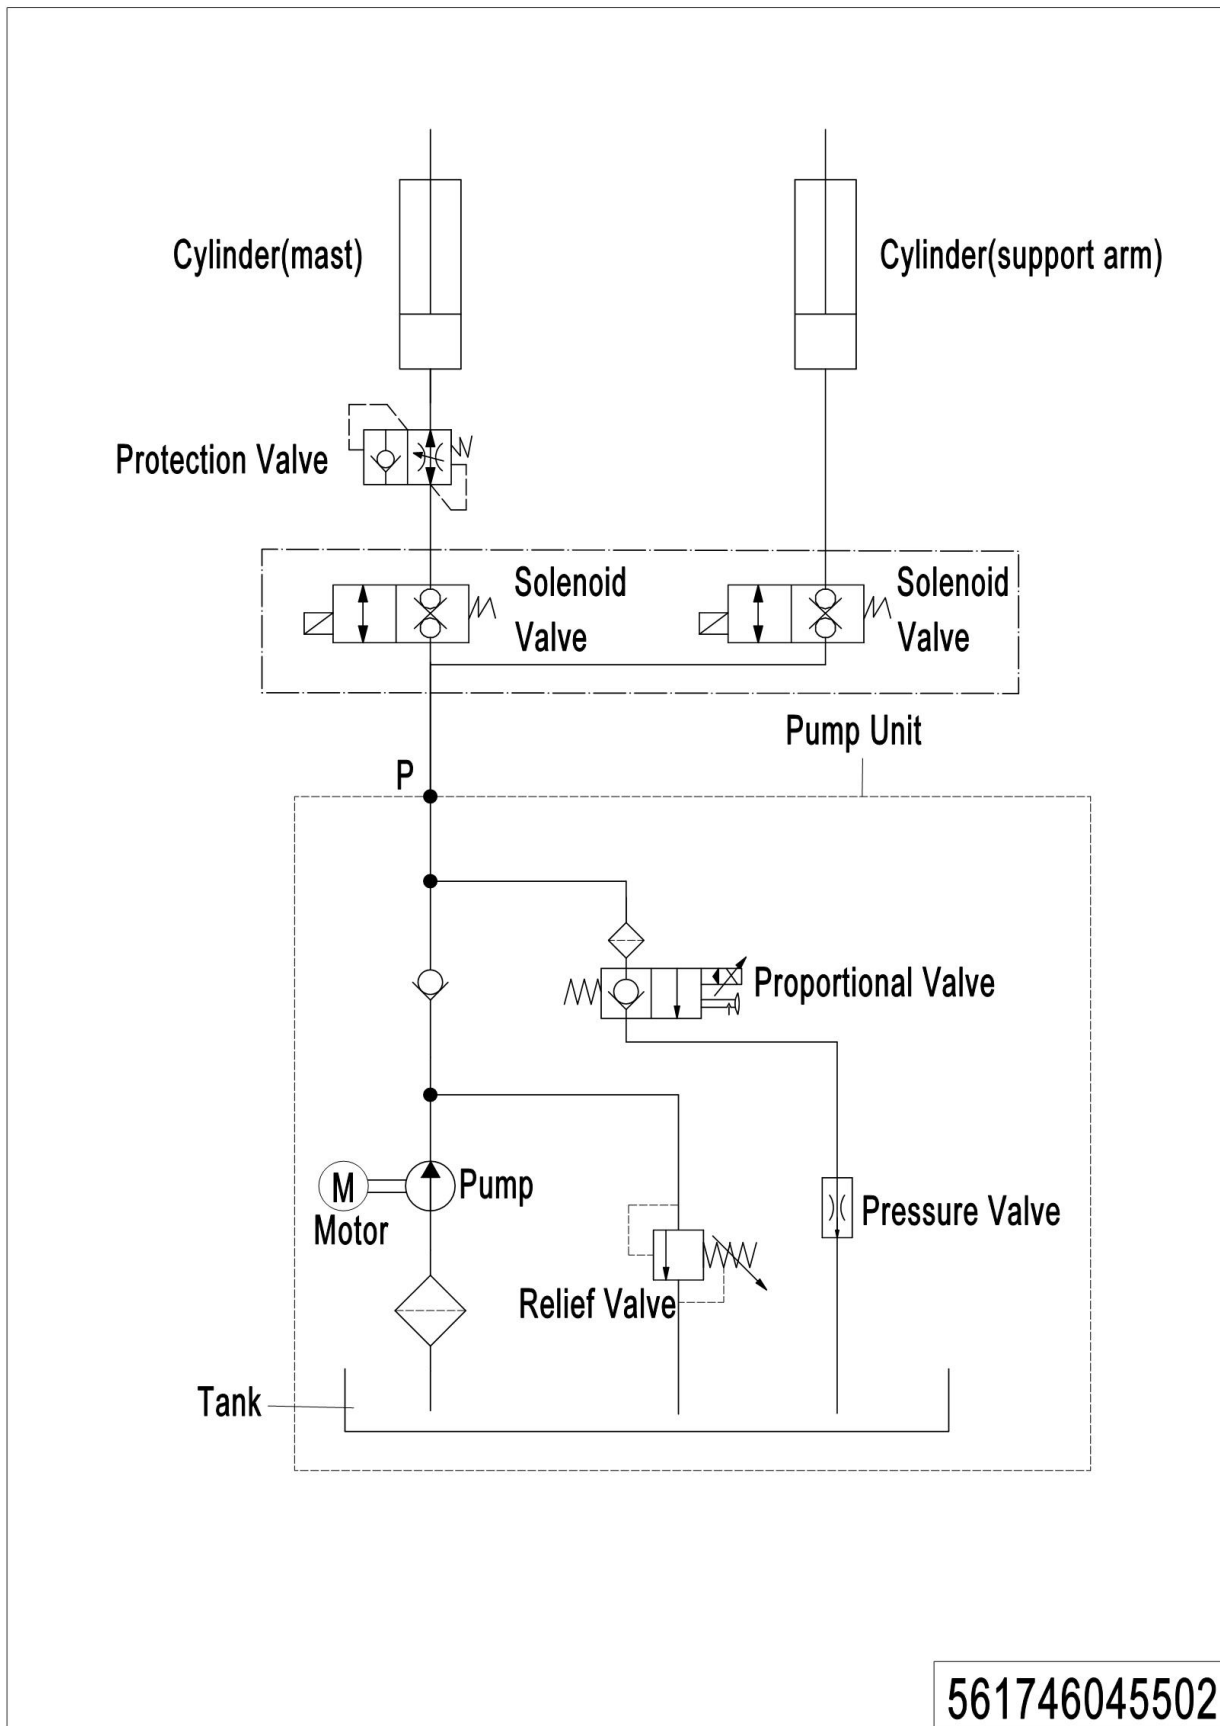 Cylinder(mast)
Cylinder(support arm)
Protection Valve
Solenoid
Valve
Solenoid
Valve
Pump Unit
P
Proportional Valve
M
Motor
Pump
Pressure Valve
Relief Valve
Tank
561746045502